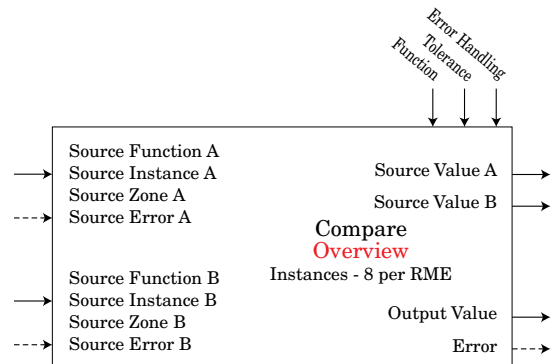 Function
Tolerance
Error Handling
Source Function A
Source Instance A
Source Zone A
Source Error A
Source Value A
Source Value B
Compare
Overview
Instances - 8 per RME
Source Function B
Source Instance B
Source Zone B
Source Error B
Output Value
Error